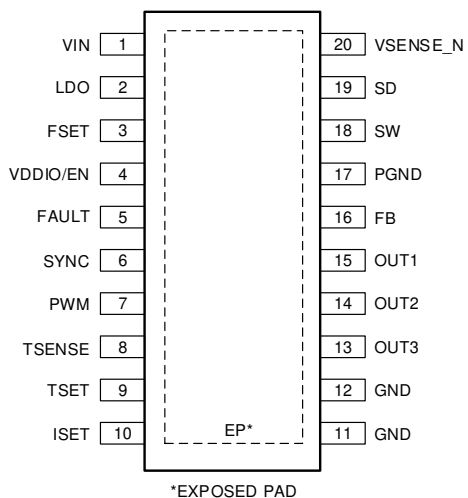 VIN 1 20 VSENSE_N
LDO 2 19 SD
FSET 3 18 SW
VDDIO/EN 4 17 PGND
FAULT 5 16 FB
SYNC 6 15 OUT1
PWM 7 14 OUT2
TSENSE 8 13 OUT3
TSET 9 12 GND
ISET 10 EP* 11 GND
*EXPOSED PAD